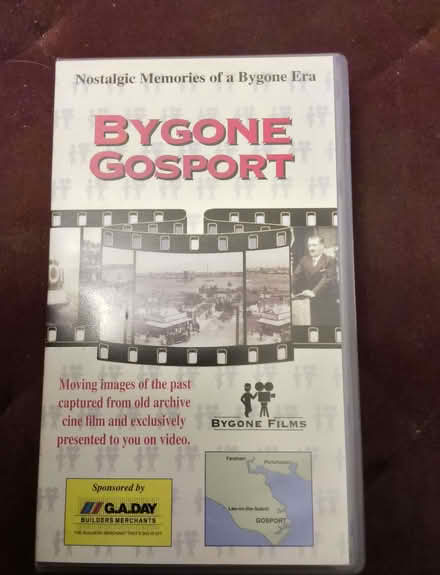 Nostalgic Memories of a Bygone Era
BYGONE
GOSPORT
Moving images of the past
captured from old archive
cine film and exclusively
presented to you on video.
BYGONE FILMS
Sponsored by
G.A.DAY
BUILDERS MERCHANTS
Fareham
Portchester
Lee-on-the-Solent
GOSPORT